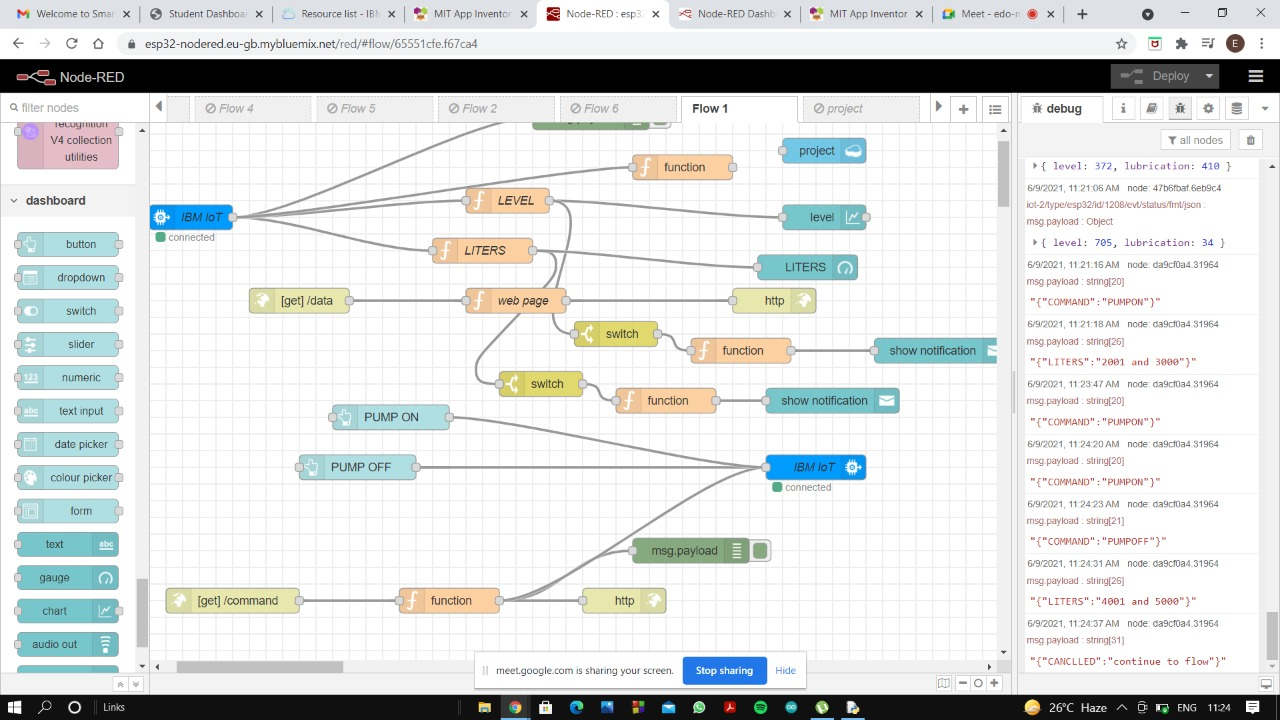 Welcome to Smar
Student Dashboa
Resource list - IBM
MIT App Inventor
Node-RED : esp3
Node-RED Dashb
MIT App Inventor
Meet - edo-n
11:24
esp32-nodered.eu-gb.mybluemix.net/red/#flow/65551cfe.f67ca4
E
Node-RED
Deploy
filter nodes
Flow 4
Flow 5
Flow 2
Flow 6
Flow 1
project
debug
all nodes
recognition
V4 collection
utilities
dashboard
button
dropdown
switch
slider
numeric
text input
date picker
colour picker
form
text
gauge
chart
audio out
abc
123
abc
IBM IoT
connected
function
project
LEVEL
level
LITERS
LITERS
[get] /data
web page
http
switch
function
show notification
switch
function
show notification
PUMP ON
PUMP OFF
IBM IoT
connected
msg.payload
[get] /command
function
http
{ level: 372, lubrication: 410 }
6/9/2021, 11:21:06 AM node: 47b6fbaf.6eb9c4
iot-2/type/esp32/id/1208/evt/status/fmt/json :
msg.payload : Object
{ level: 705, lubrication: 34 }
6/9/2021, 11:21:16 AM node: da9cf0a4.31964
msg.payload : string[20]
"{"COMMAND":"PUMPON"}"
6/9/2021, 11:21:18 AM node: da9cf0a4.31964
msg.payload : string[26]
"{"LITERS":"2001 and 3000"}"
6/9/2021, 11:23:47 AM node: da9cf0a4.31964
msg.payload : string[20]
"{"COMMAND":"PUMPON"}"
6/9/2021, 11:24:20 AM node: da9cf0a4.31964
msg.payload : string[20]
"{"COMMAND":"PUMPON"}"
6/9/2021, 11:24:23 AM node: da9cf0a4.31964
msg.payload : string[21]
"{"COMMAND":"PUMPOFF"}"
6/9/2021, 11:24:31 AM node: da9cf0a4.31964
msg.payload : string[26]
"{"LITERS":"4001 and 5000"}"
6/9/2021, 11:24:37 AM node: da9cf0a4.31964
msg.payload : string[31]
"{"CANCLLED":"continue to flow"}"
meet.google.com is sharing your screen.
Stop sharing
Hide
Links
26°C Haze
ENG
11:24